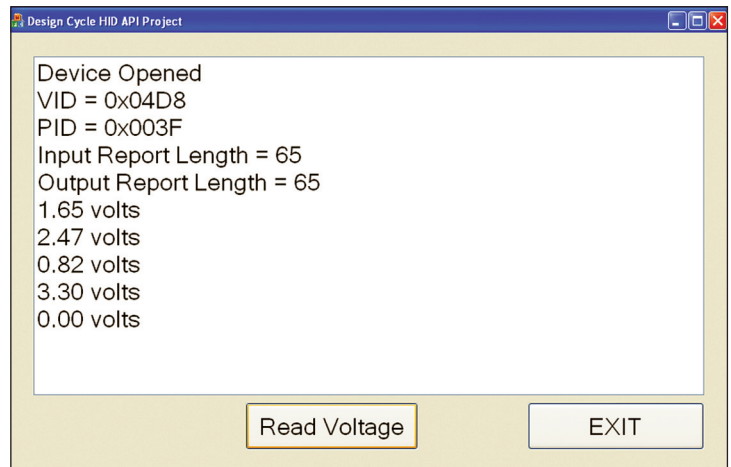 Design Cycle HID API Project
Device Opened
VID = 0x04D8
PID = 0x003F
Input Report Length = 65
Output Report Length = 65
1.65 volts
2.47 volts
0.82 volts
3.30 volts
0.00 volts
Read Voltage
EXIT